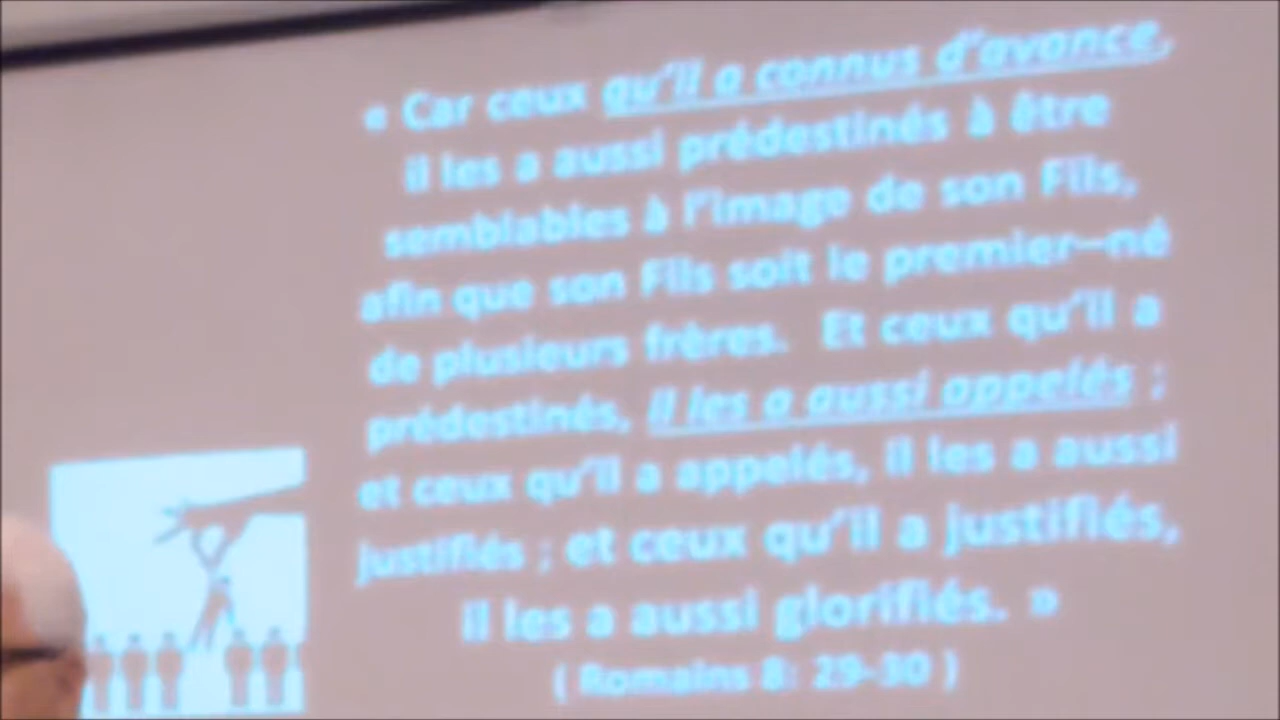 « Car ceux qu'il a connus d'avance,
il les a aussi prédestinés à être
semblables à l'image de son Fils,
afin que son Fils soit le premier–né
de plusieurs frères. Et ceux qu'il a
prédestinés, il les a aussi appelés ;
et ceux qu'il a appelés, il les a aussi
justifiés ; et ceux qu'il a justifiés,
il les a aussi glorifiés. »
( Romains 8: 29-30 )